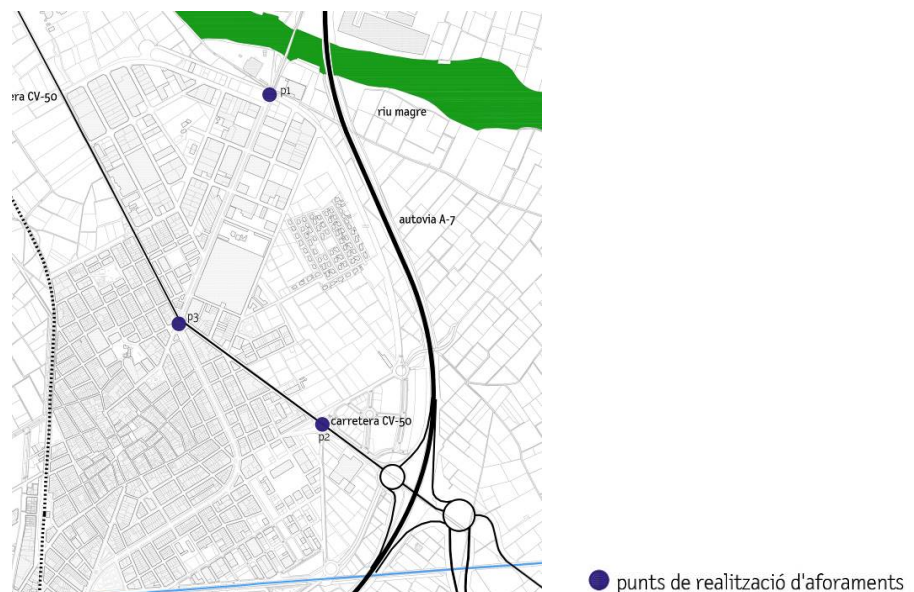 p1
era CV-50
riu magre
autovia A-7
p3
carretera CV-50
p2
punts de realització d'aforaments